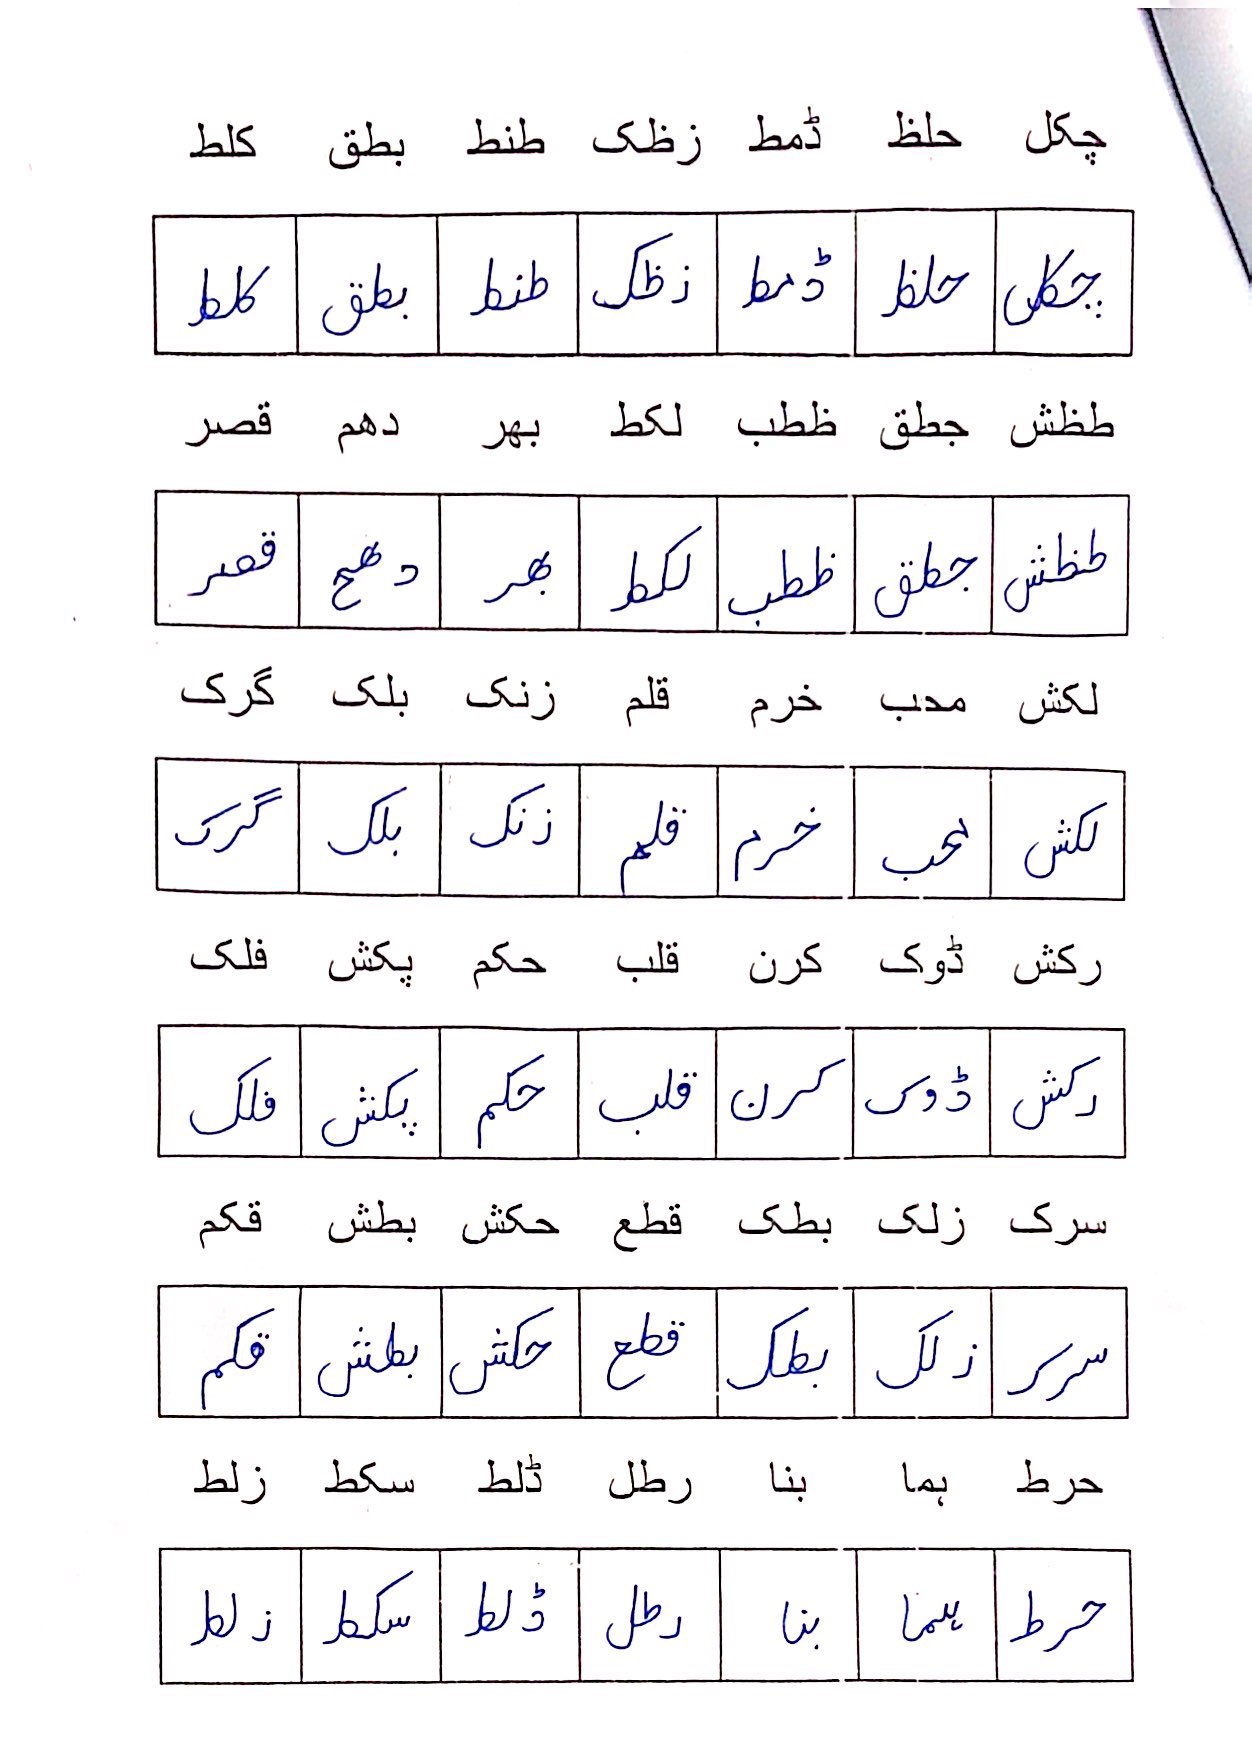 چکل حلظ ڈمط زظک طنط بطق کلط
چکل حلظ ڈمط زظک طنط بطق کلط
طظش جطق ظطب لکط بهر دهم قصر
طظش جطق ظطب لکط بھر دھم قصر
لکش محب خرم قلم زنک بلک گرک
لکش محب خرم قلم زنک بلک گرک
رکش ڈوک کرن قلب حکم پکش فلک
رکش ڈوک کرن قلب حکم پکش فلک
سرک زلک بطک قطع حکش بطش قکم
سرک زلک بطک قطع حکش بطش قکم
حرط ہما بنا رطل ڈلط سکط زلط
حرط ہما بنا رطل ڈلط سکط زلط